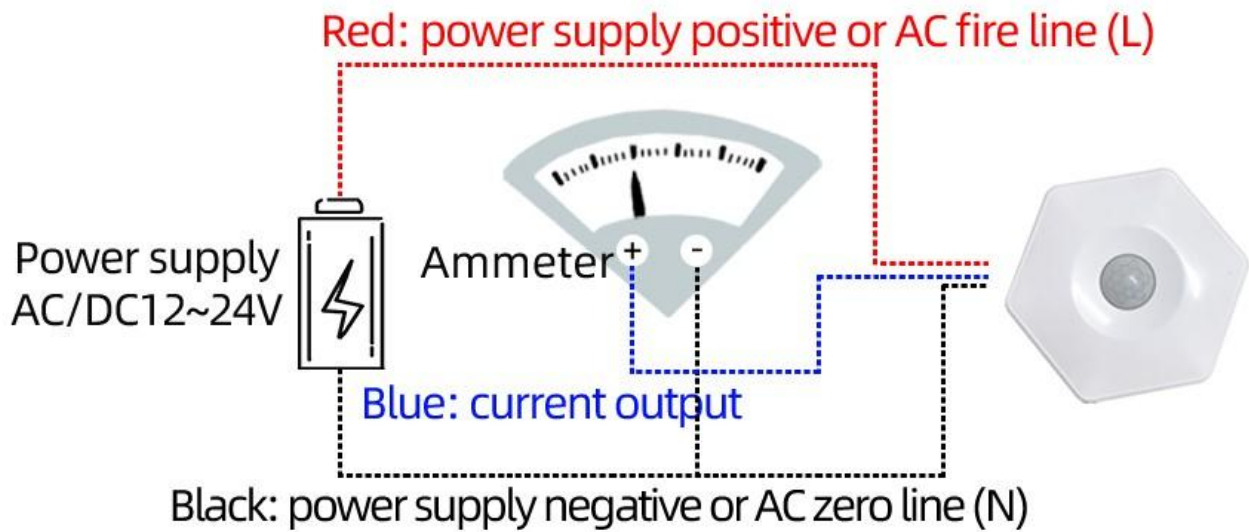 Red: power supply positive or AC fire line (L)
Power supply
AC/DC12~24V
Ammeter
+
-
Blue: current output
Black: power supply negative or AC zero line (N)